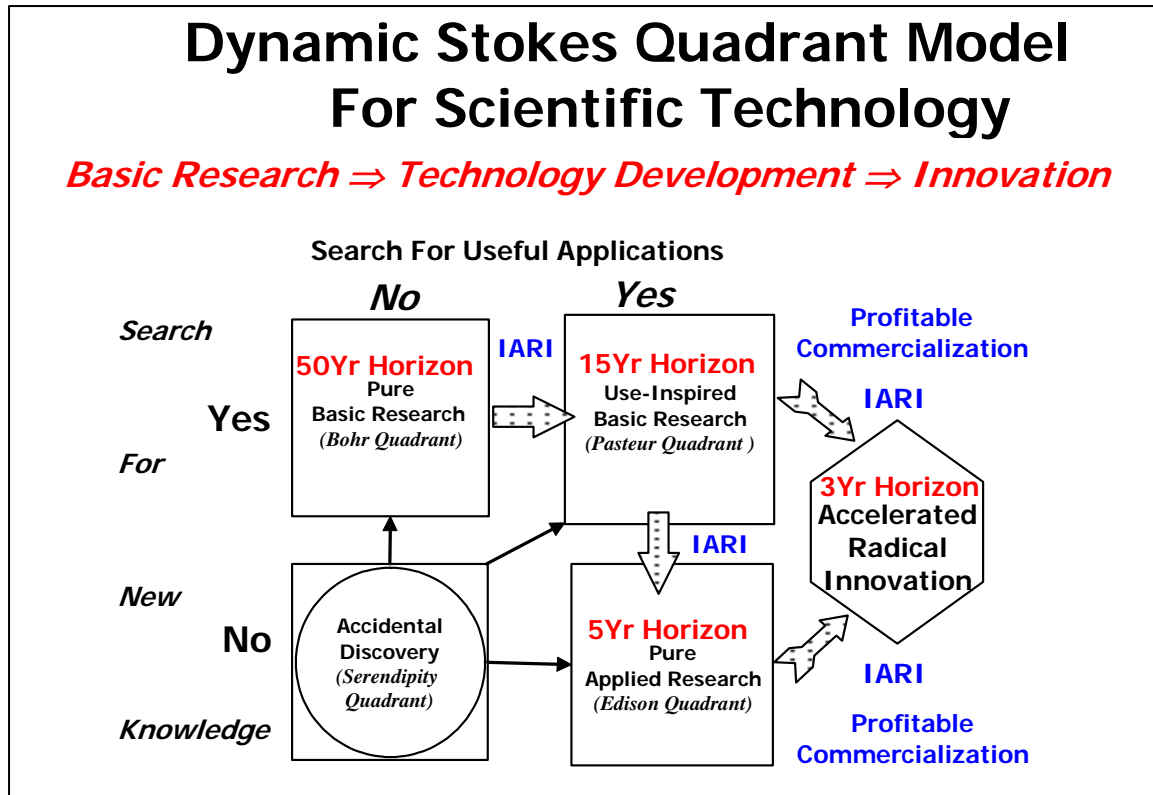 Dynamic Stokes Quadrant Model
For Scientific Technology
Basic Research ⇒ Technology Development ⇒ Innovation
Search For Useful Applications
No
Yes
Search
Yes
For
New
No
Knowledge
50Yr Horizon
Pure
Basic Research
(Bohr Quadrant)
IARI
15Yr Horizon
Use-Inspired
Basic Research
(Pasteur Quadrant )
Profitable
Commercialization
IARI
3Yr Horizon
Accelerated
Radical
Innovation
IARI
Accidental
Discovery
(Serendipity
Quadrant)
5Yr Horizon
Pure
Applied Research
(Edison Quadrant)
IARI
Profitable
Commercialization